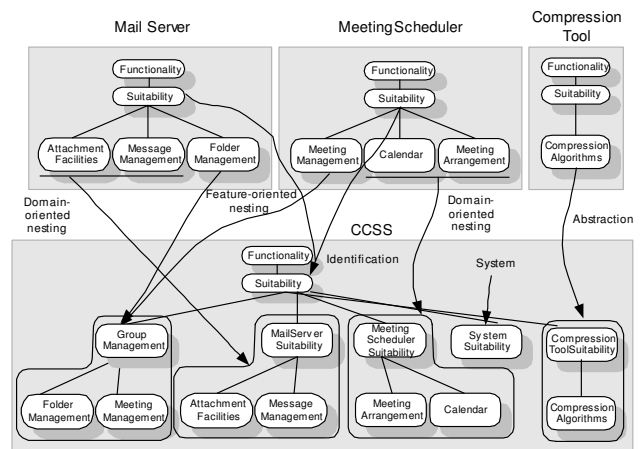 Mail Server
MeetingScheduler
Compression
Tool
Functionality
Suitability
Attachment
Facilities
Message
Management
Folder
Management
Functionality
Suitability
Meeting
Management
Calendar
Meeting
Arrangement
Functionality
Suitability
Compression
Algorithms
Domain-
oriented
nesting
Feature-oriented
nesting
Domain-
oriented
nesting
Abstraction
CCSS
Functionality
Suitability
Identification
System
Group
Management
MailServer
Suitability
Meeting
Scheduler
Suitability
System
Suitability
Compression
ToolSuitability
Folder
Management
Meeting
Management
Attachment
Facilities
Message
Management
Meeting
Arrangement
Calendar
Compression
Algorithms